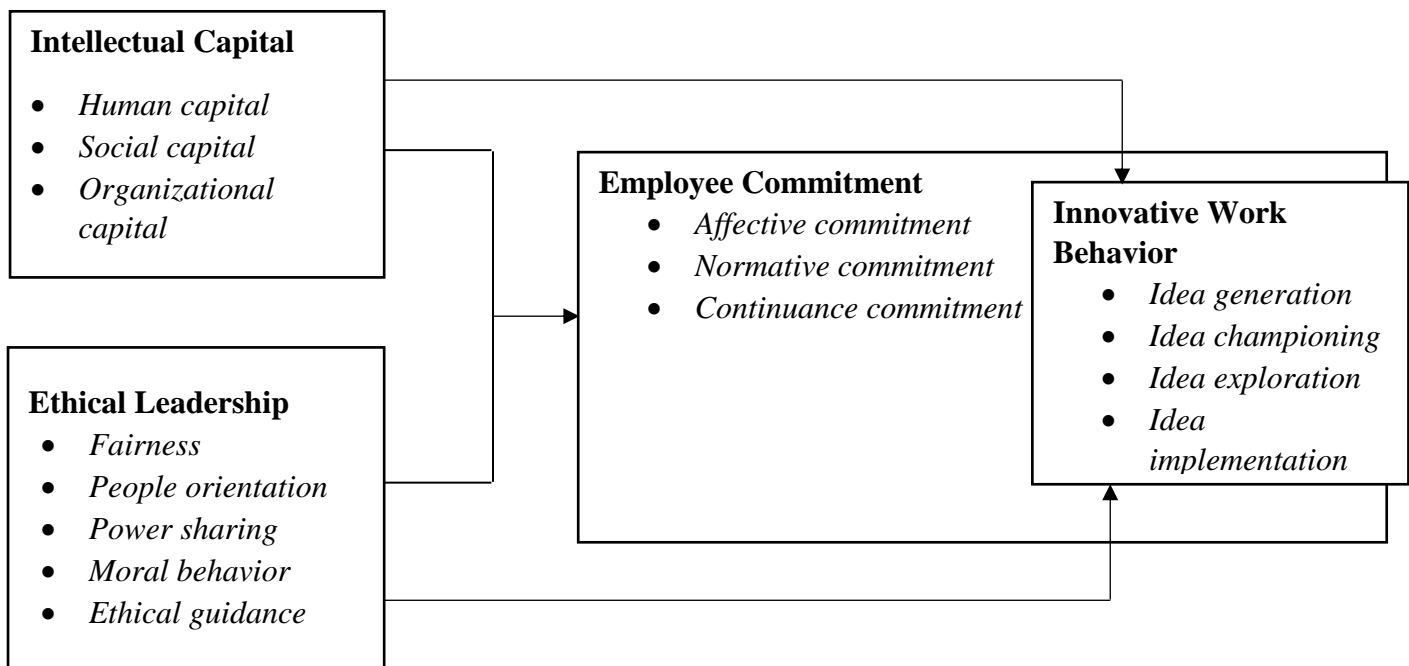 Intellectual Capital
• Human capital
• Social capital
• Organizational
capital
Ethical Leadership
• Fairness
• People orientation
• Power sharing
• Moral behavior
• Ethical guidance
Employee Commitment
• Affective commitment
• Normative commitment
• Continuance commitment
Innovative Work
Behavior
• Idea generation
• Idea championing
• Idea exploration
• Idea
implementation